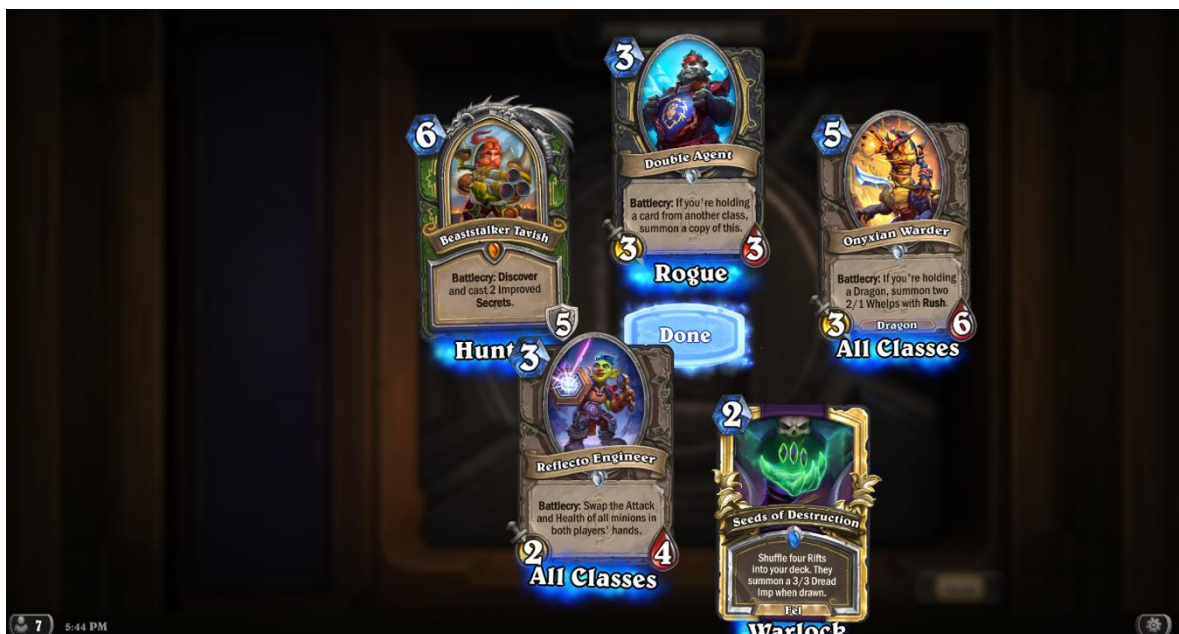 3
Double Agent
Battlecry: If you're holding
a card from another class,
summon a copy of this.
3
3
Rogue
6
Beaststalker Tavish
Battlecry: Discover
and cast 2 Improved
Secrets.
5
Hunt
5
Onyxian Warder
Battlecry: If you're holding
a Dragon, summon two
2/1 Whelps with Rush.
3
Dragon
6
All Classes
Done
3
Reflecto Engineer
Battlecry: Swap the Attack
and Health of all minions in
both players' hands.
2
4
All Classes
2
Seeds of Destruction
Shuffle four Rifts
into your deck. They
summon a 3/3 Dread
Imp when drawn.
Fel
Warlock
7
5:44 PM